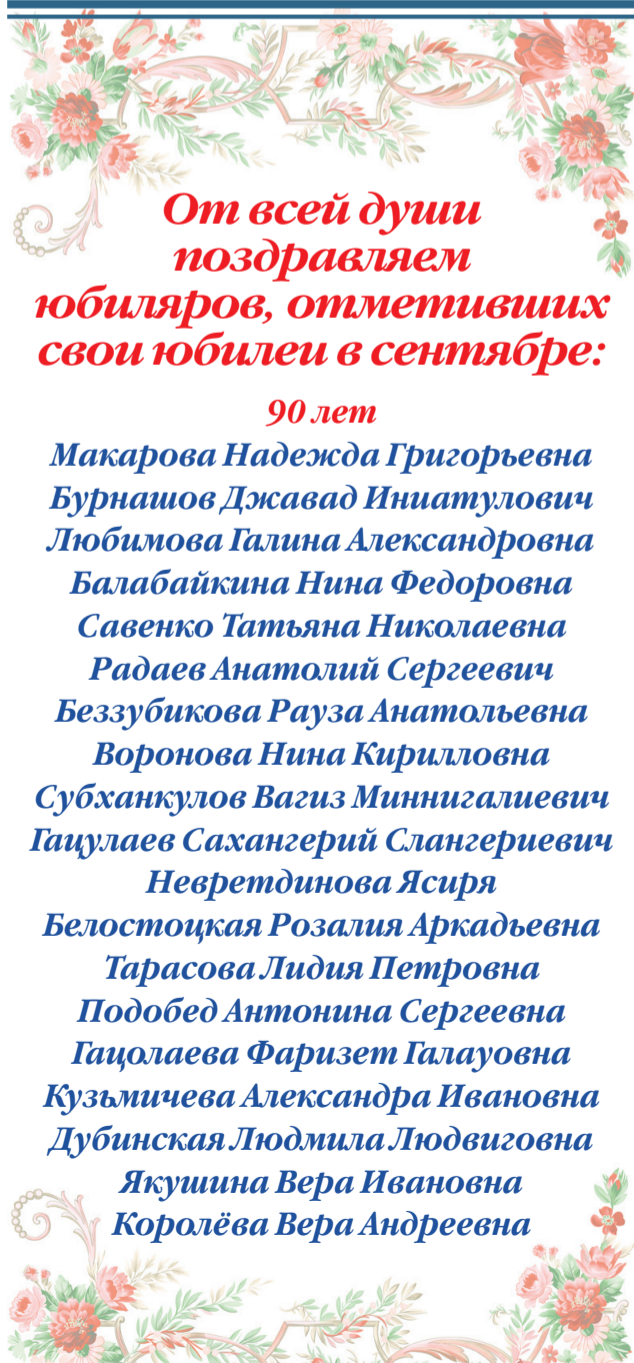 От всей души
поздравляем
юбиляров, отметивших
свои юбилеи в сентябре:
90 лет
Макарова Надежда Григорьевна
Бурнашов Джавад Иниатулович
Любимова Галина Александровна
Балабайкина Нина Федоровна
Савенко Татьяна Николаевна
Радаев Анатолий Сергеевич
Беззубикова Рауза Анатольевна
Воронова Нина Кирилловна
Субханкулов Вагиз Миннигалиевич
Гацулаев Сахангерий Слангериевич
Невретдинова Ясиря
Белостоцкая Розалия Аркадьевна
Тарасова Лидия Петровна
Подобед Антонина Сергеевна
Гацолаева Фаризет Галауовна
Кузьмичева Александра Ивановна
Дубинская Людмила Людвиговна
Якушина Вера Ивановна
Королёва Вера Андреевна